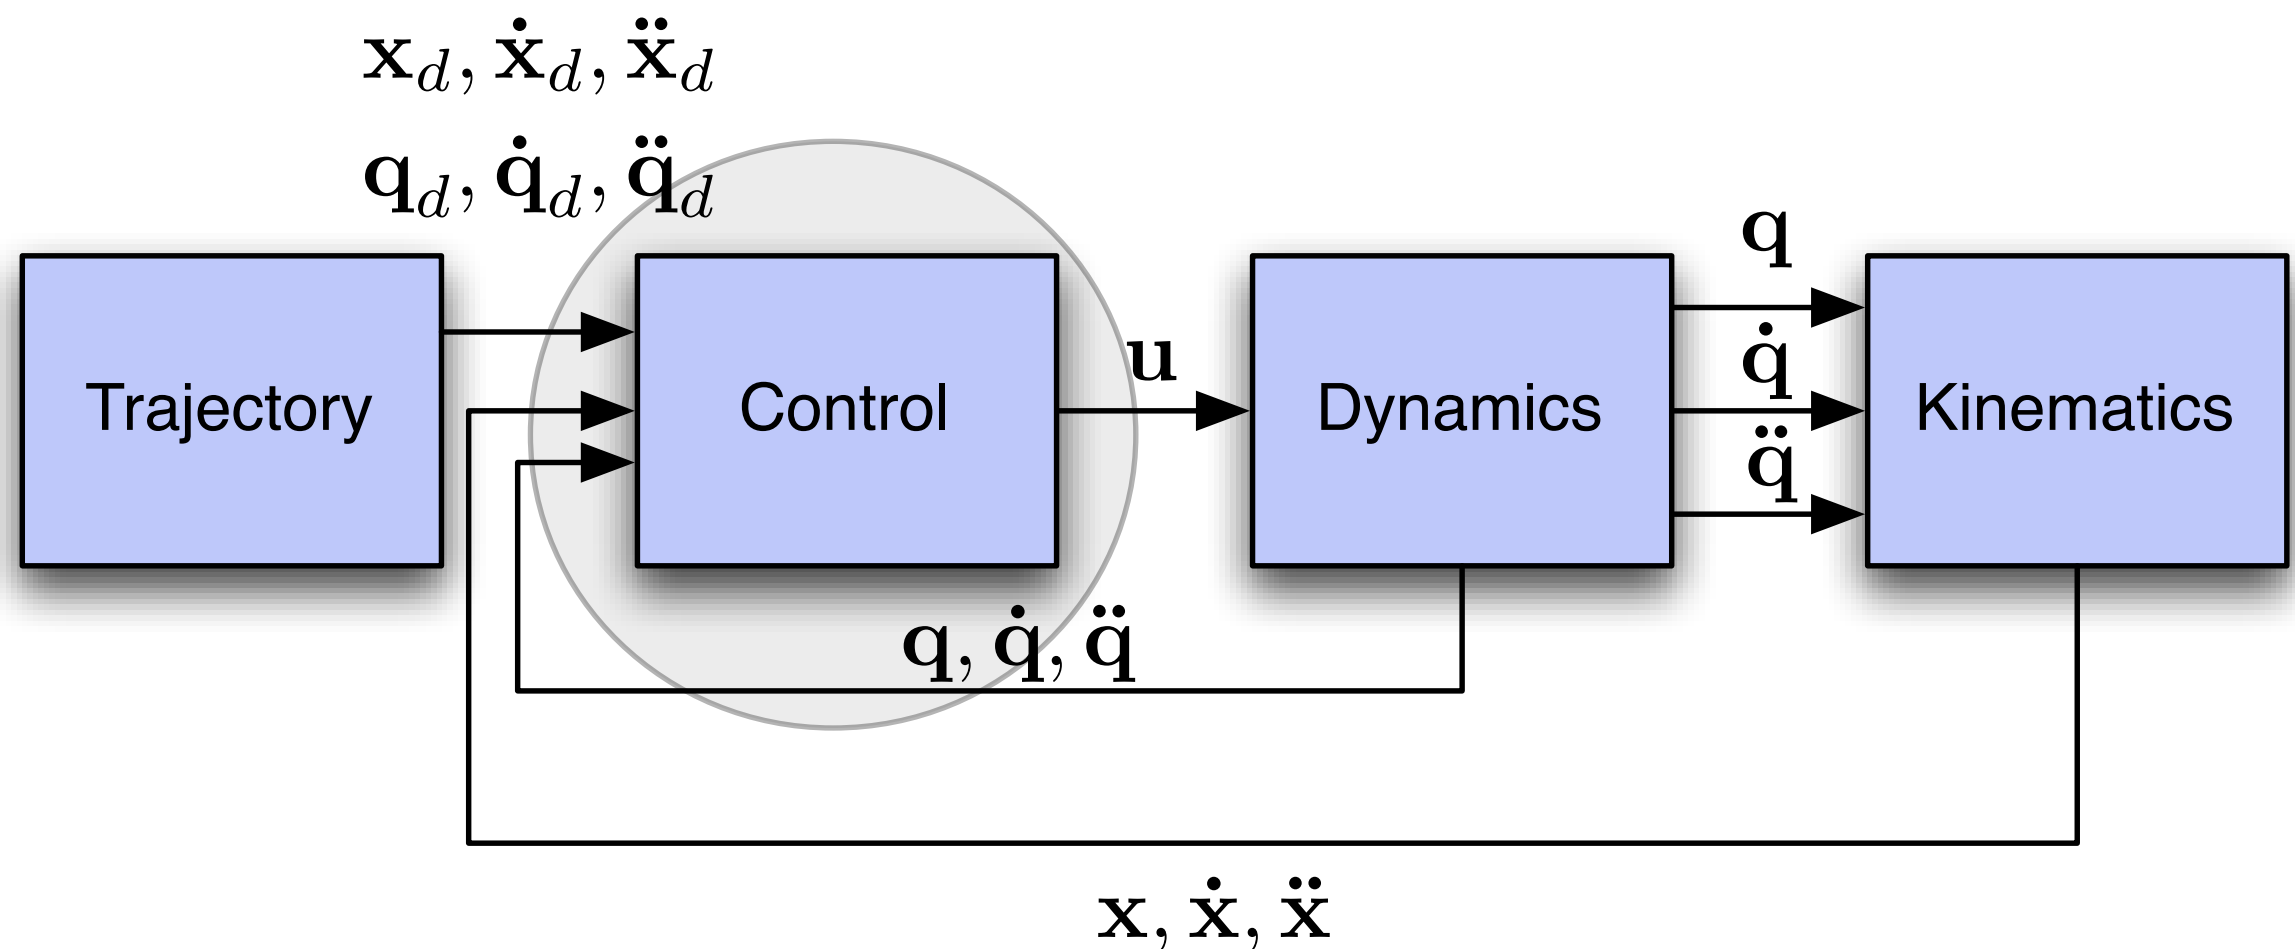 𝐱_d, 𝐱̇_d, 𝐱̈_d
𝐪_d, 𝐪̇_d, 𝐪̈_d
Trajectory
Control
𝐮
Dynamics
𝐪
𝐪̇
𝐪̈
Kinematics
𝐪, 𝐪̇, 𝐪̈
𝐱, 𝐱̇, 𝐱̈